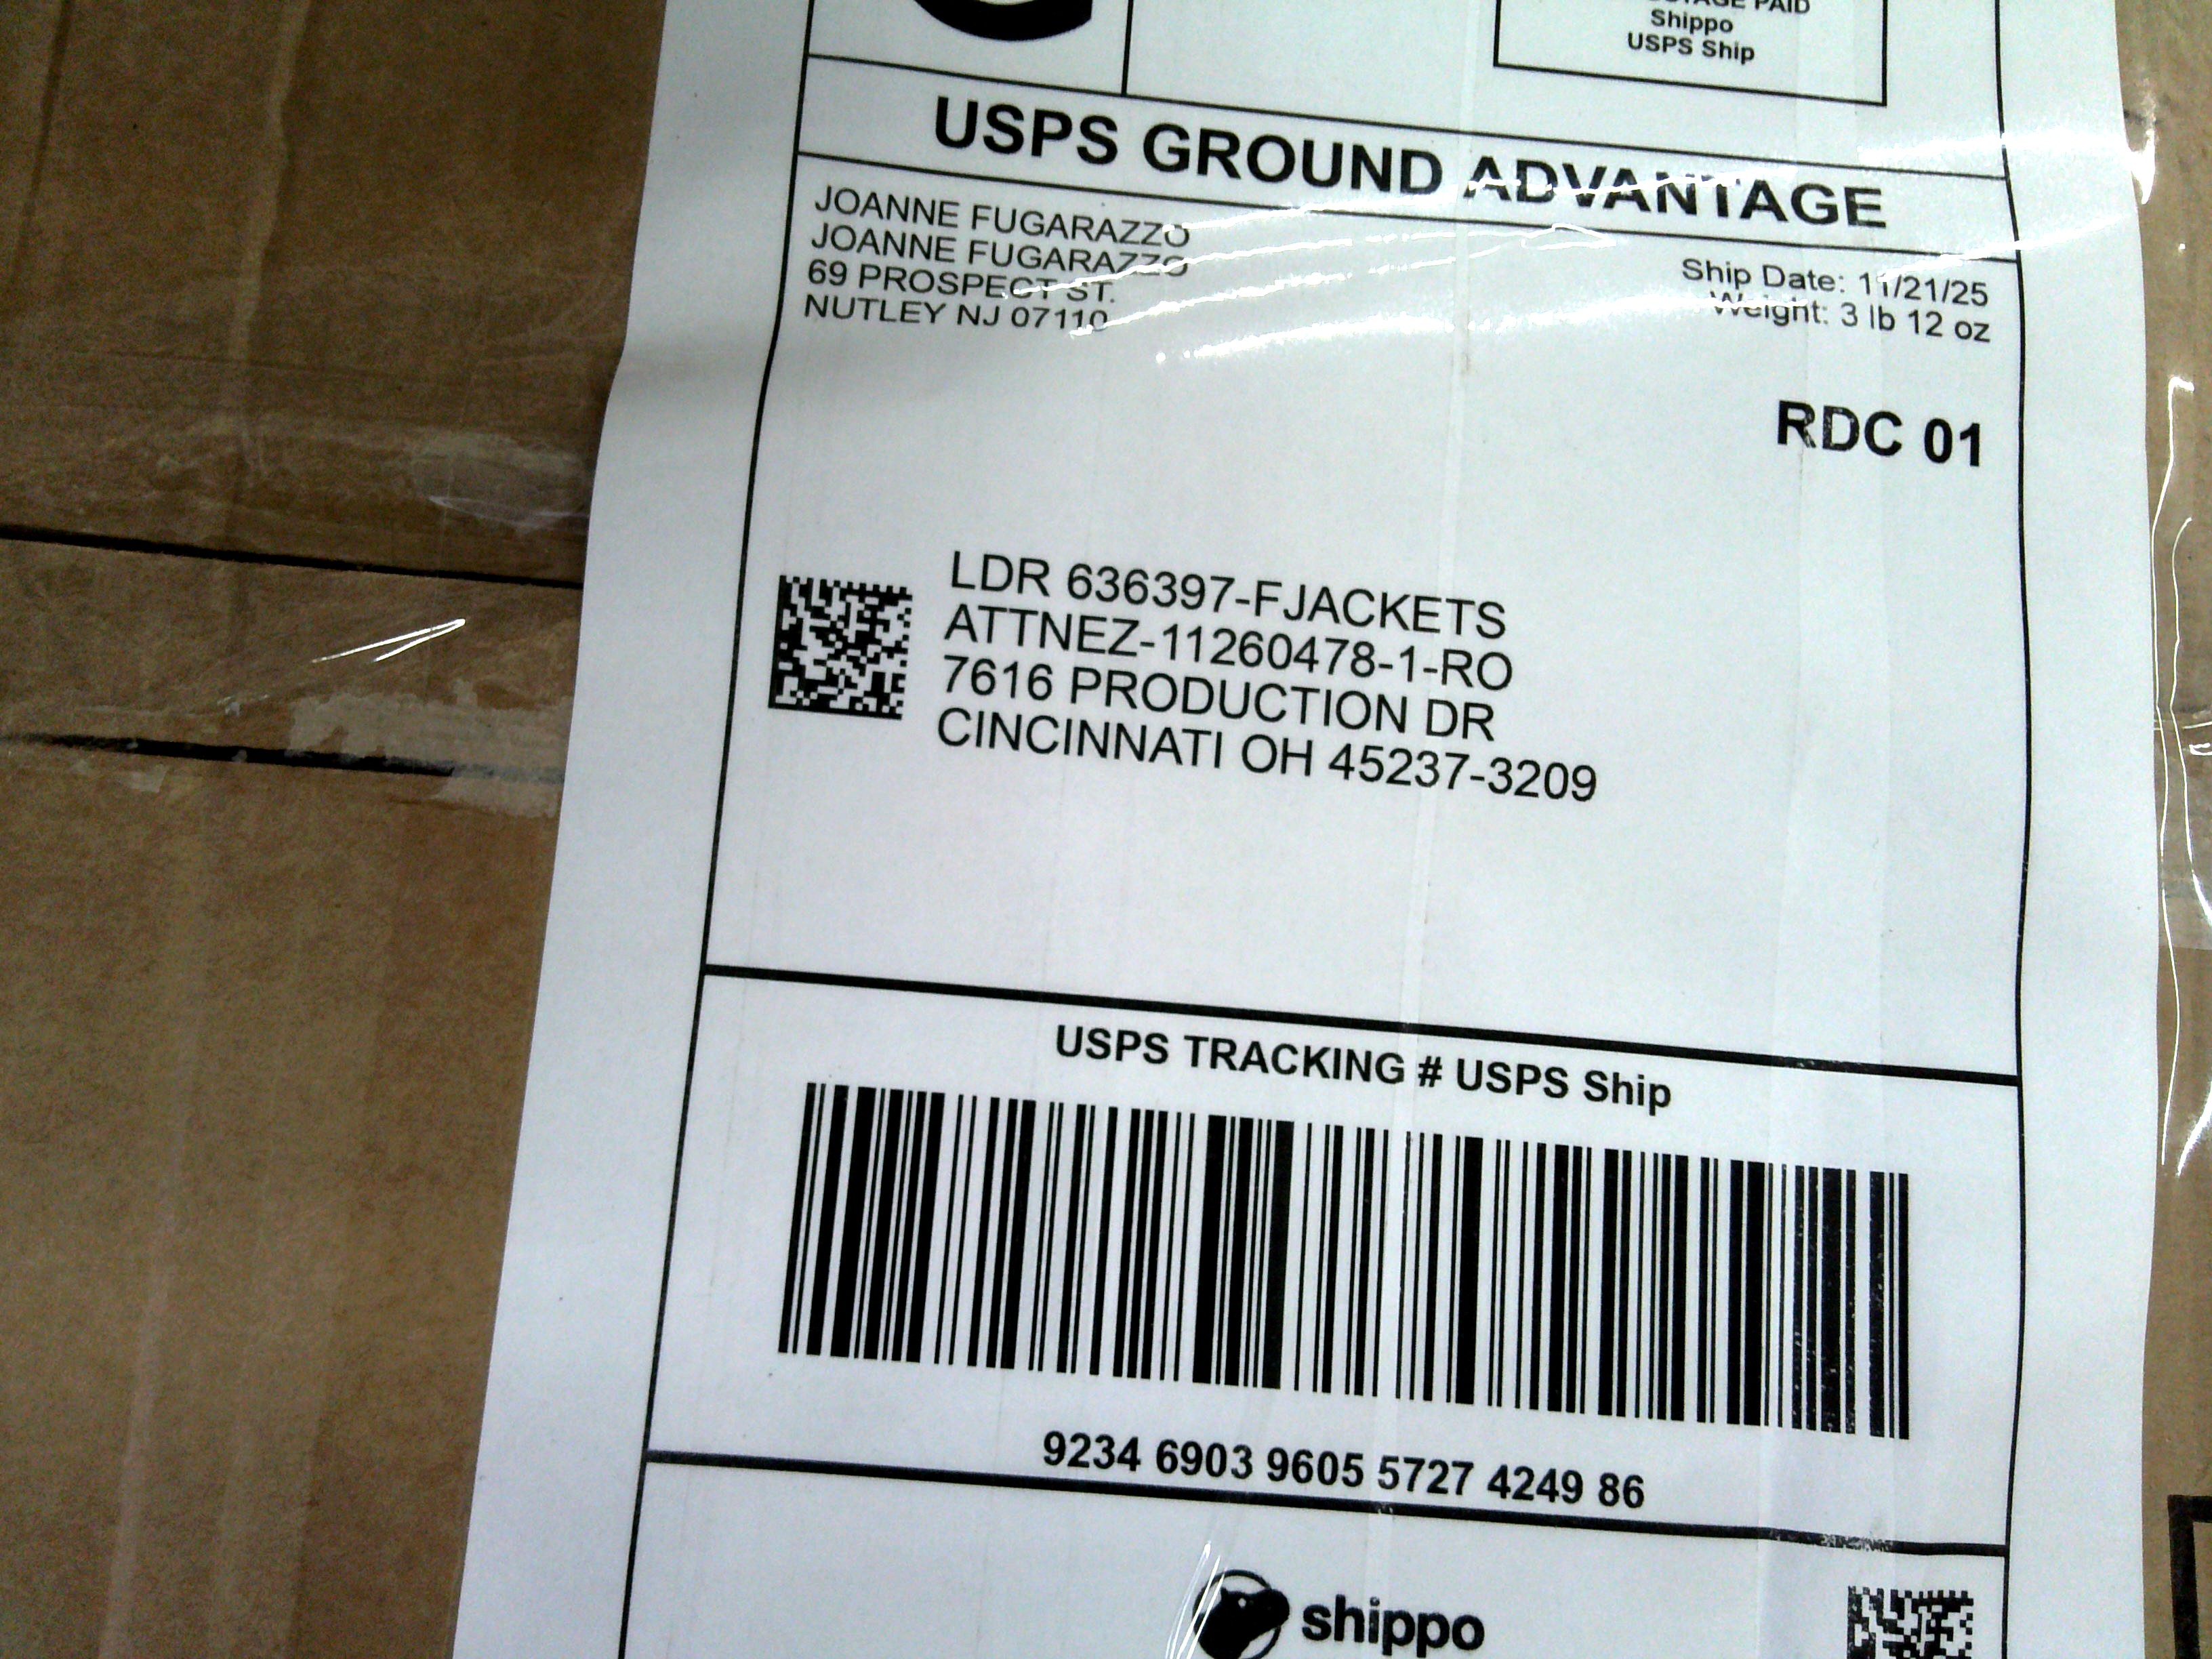 PAID
Shippo
USPS Ship
USPS GROUND ADVANTAGE
JOANNE FUGARAZZO
JOANNE FUGARAZZO
69 PROSPECT ST.
NUTLEY NJ 07110
Ship Date: 11/21/25
Weight: 3 lb 12 oz
RDC 01
LDR 636397-FJACKETS
ATTNEZ-11260478-1-RO
7616 PRODUCTION DR
CINCINNATI OH 45237-3209
USPS TRACKING # USPS Ship
9234 6903 9605 5727 4249 86
shippo